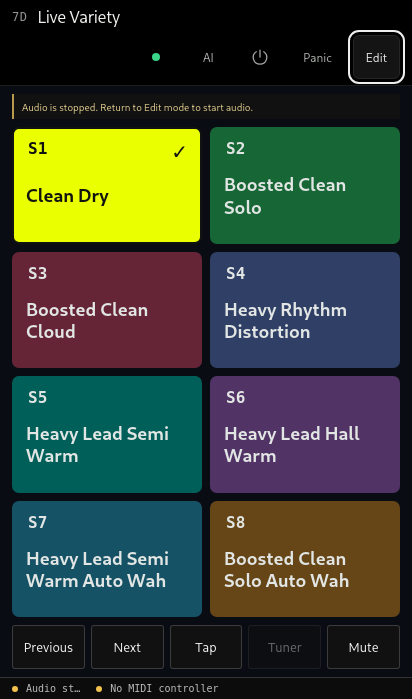 7D Live Variety
AI Panic Edit
Audio is stopped. Return to Edit mode to start audio.
S1 ✓
Clean Dry
S2
Boosted Clean
Solo
S3
Boosted Clean
Cloud
S4
Heavy Rhythm
Distortion
S5
Heavy Lead Semi
Warm
S6
Heavy Lead Hall
Warm
S7
Heavy Lead Semi
Warm Auto Wah
S8
Boosted Clean
Solo Auto Wah
Previous Next Tap Tuner Mute
Audio st… No MIDI controller